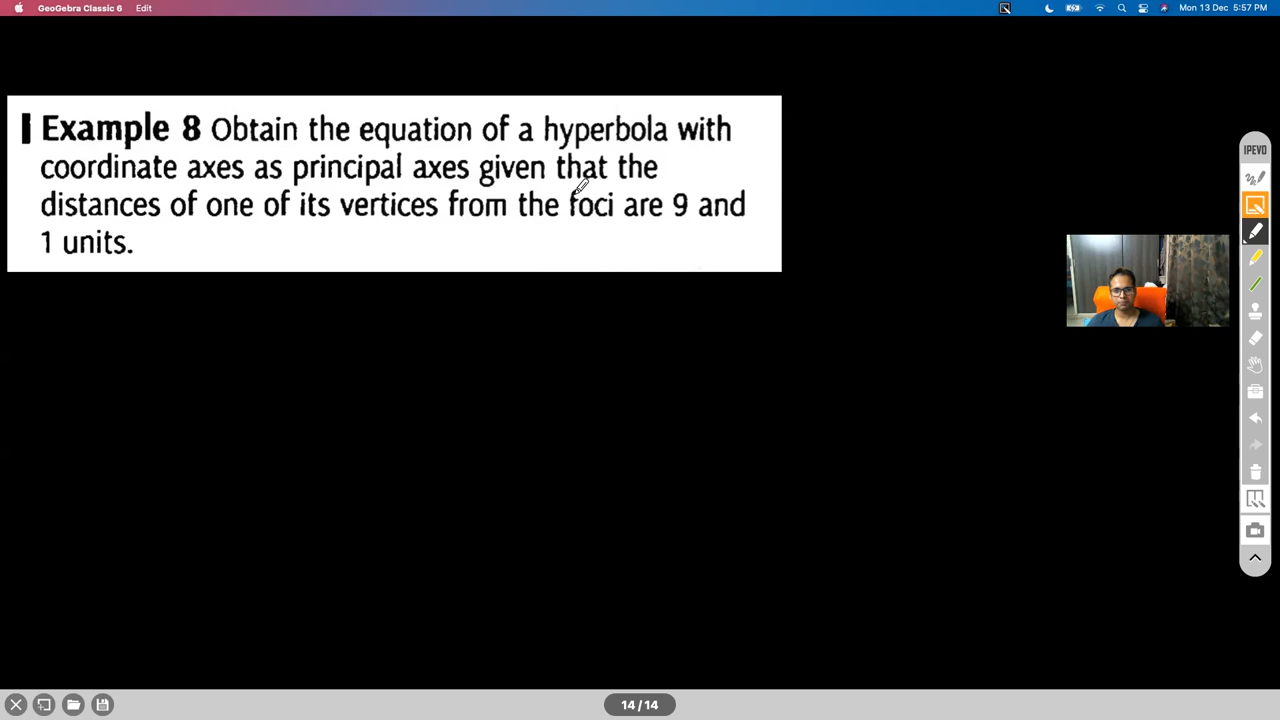 GeoGebra Classic 6 Edit Mon 13 Dec 5:57 PM
Example 8 Obtain the equation of a hyperbola with
coordinate axes as principal axes given that the
distances of one of its vertices from the foci are 9 and
1 units.
IPEVO
14 / 14